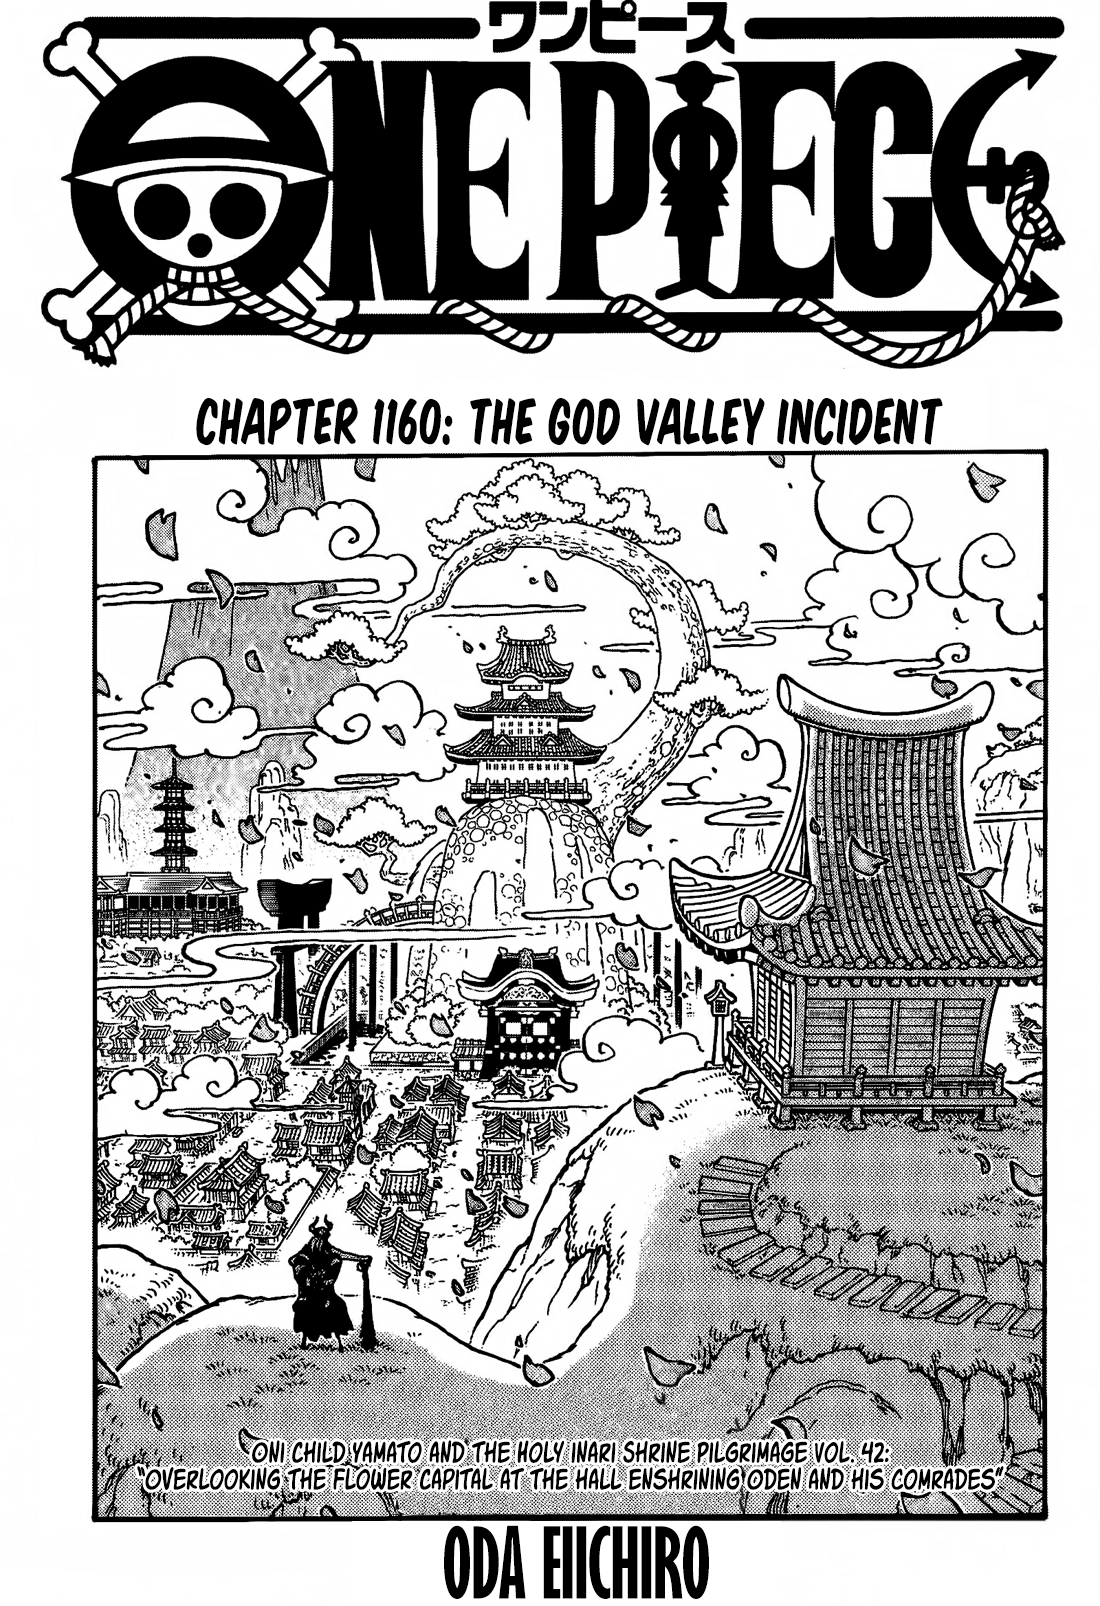 ワンピース
ONE PIECE
CHAPTER 1160: THE GOD VALLEY INCIDENT
ONI CHILD YAMATO AND THE HOLY INARI SHRINE PILGRIMAGE VOL. 42:
"OVERLOOKING THE FLOWER CAPITAL AT THE HALL ENSHRINING ODEN AND HIS COMRADES"
ODA EIICHIRO